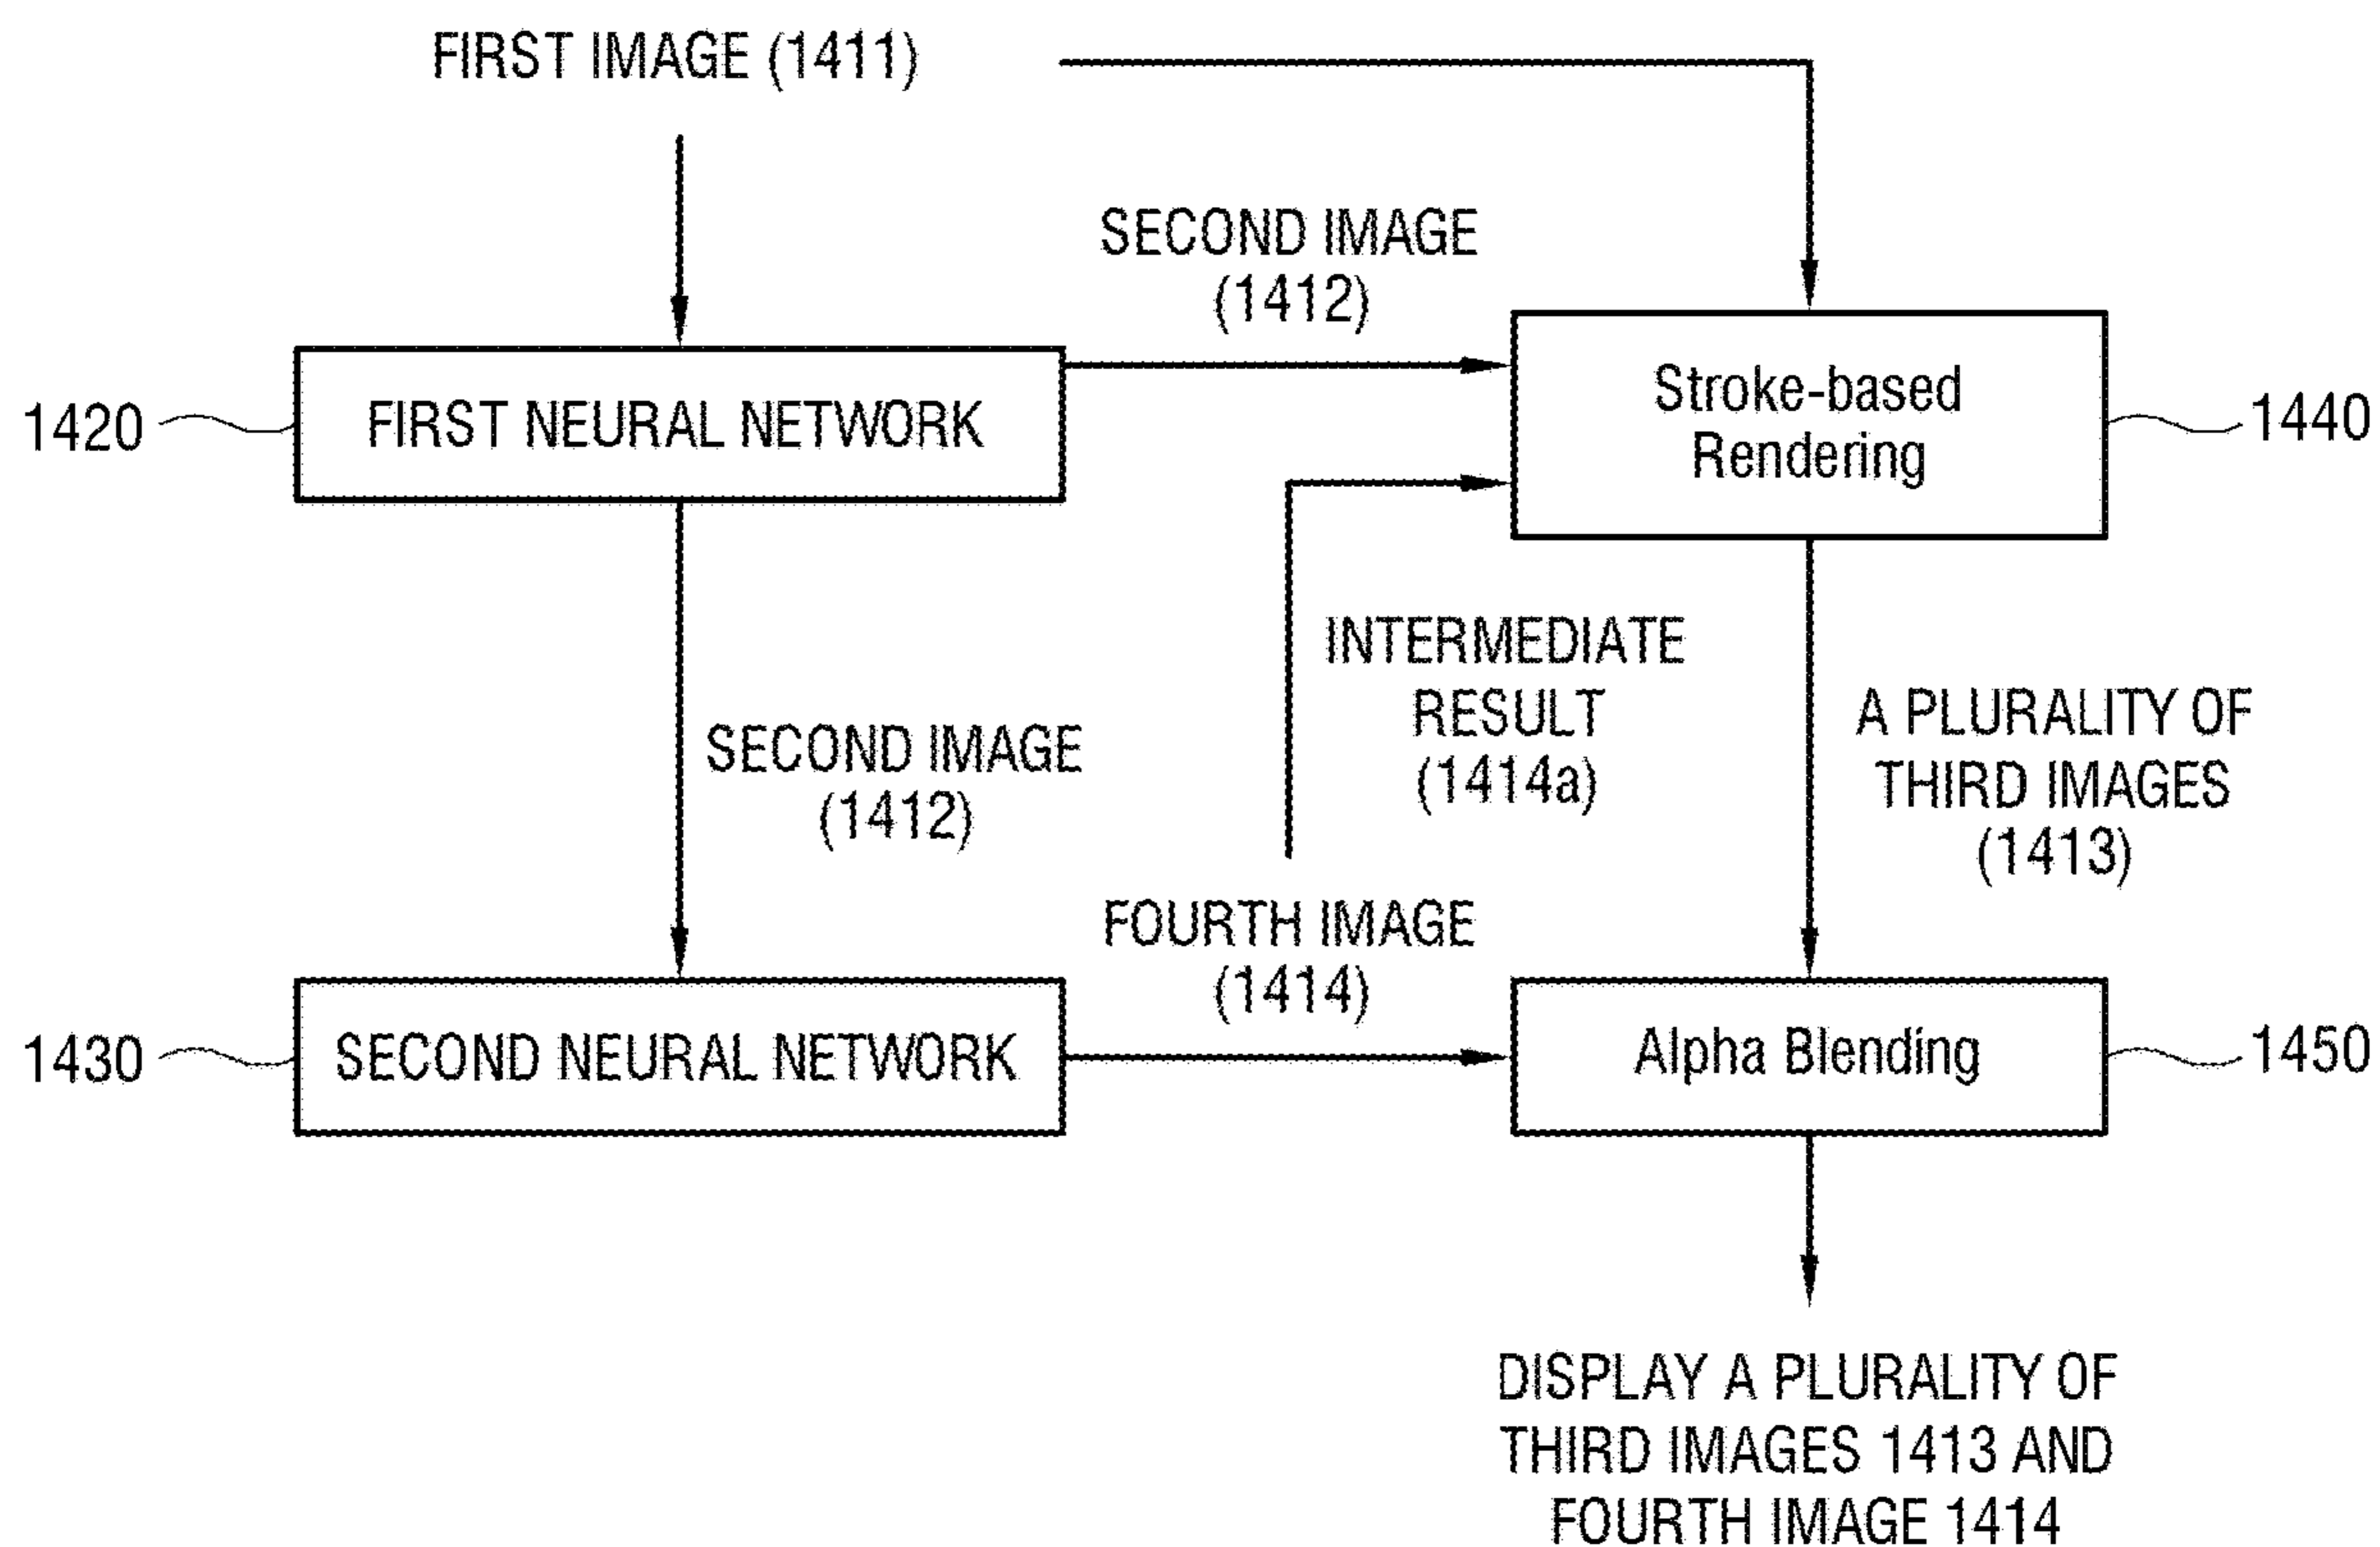 FIRST IMAGE (1411)
SECOND IMAGE
(1412)
1420
FIRST NEURAL NETWORK
Stroke-based
Rendering
1440
INTERMEDIATE
RESULT
(1414a)
A PLURALITY OF
THIRD IMAGES
(1413)
SECOND IMAGE
(1412)
FOURTH IMAGE
(1414)
1430
SECOND NEURAL NETWORK
Alpha Blending
1450
DISPLAY A PLURALITY OF
THIRD IMAGES 1413 AND
FOURTH IMAGE 1414